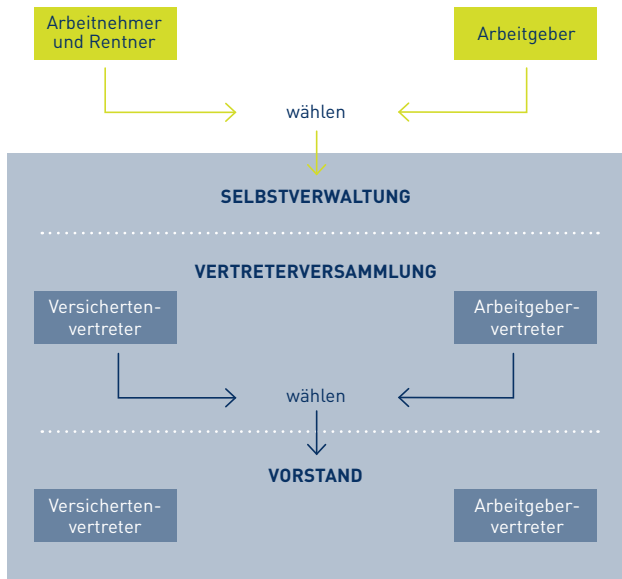 Arbeitnehmer
und Rentner
Arbeitgeber
wählen
SELBSTVERWALTUNG
VERTRETERVERSAMMLUNG
Versicherten-
vertreter
Arbeitgeber-
vertreter
wählen
VORSTAND
Versicherten-
vertreter
Arbeitgeber-
vertreter